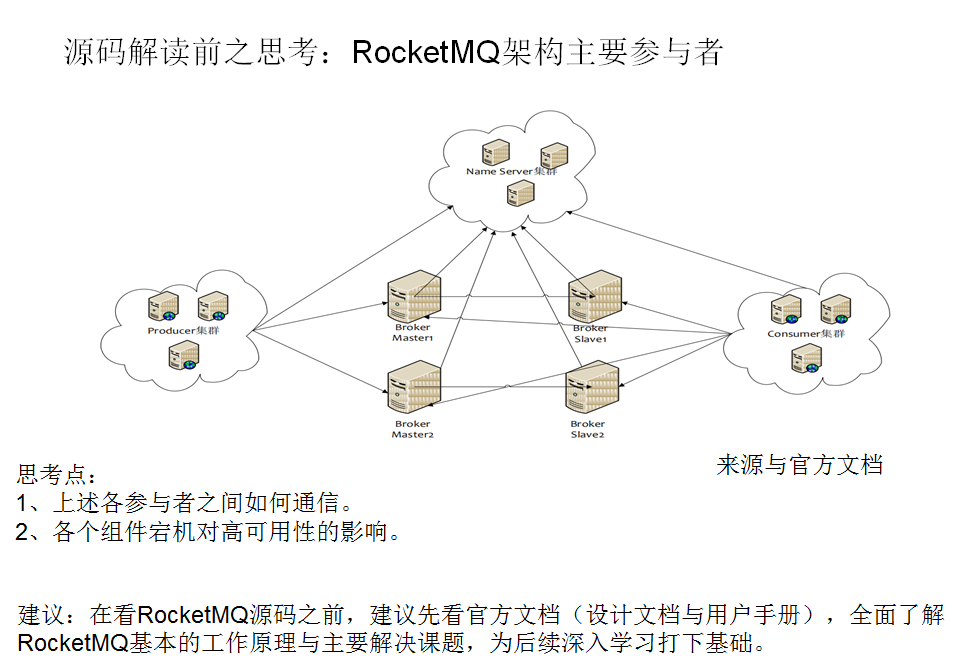 源码解读前之思考：RocketMQ架构主要参与者
Name Server集群
Producer集群
Broker
Master1
Broker
Slave1
Consumer集群
Broker
Master2
Broker
Slave2
来源与官方文档
思考点：
1、上述各参与者之间如何通信。
2、各个组件宕机对高可用性的影响。
建议：在看RocketMQ源码之前，建议先看官方文档（设计文档与用户手册），全面了解
RocketMQ基本的工作原理与主要解决课题，为后续深入学习打下基础。